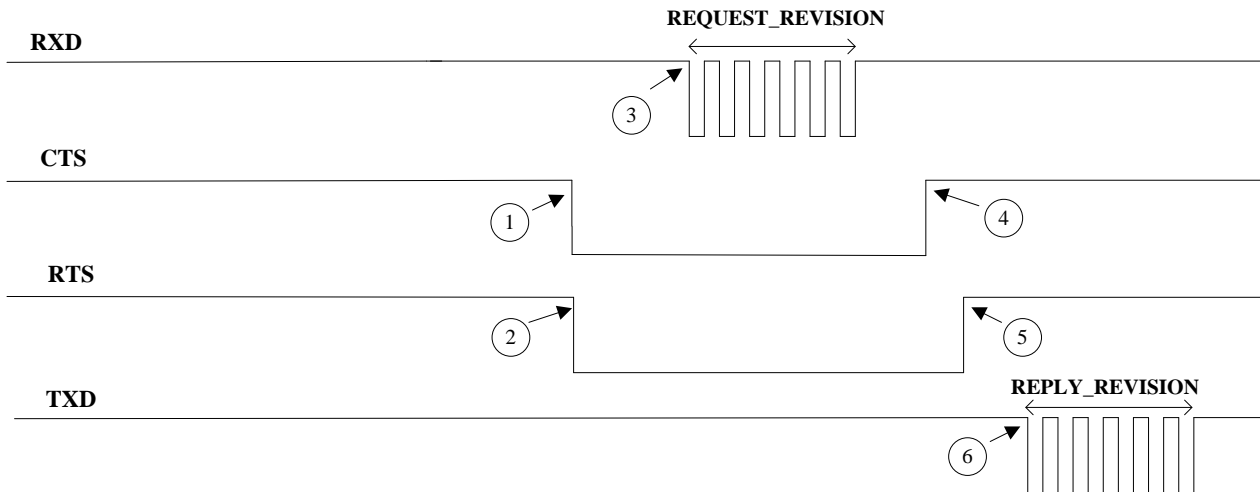 REQUEST_REVISION
RXD
3
CTS
1
4
RTS
2
5
REPLY_REVISION
TXD
6